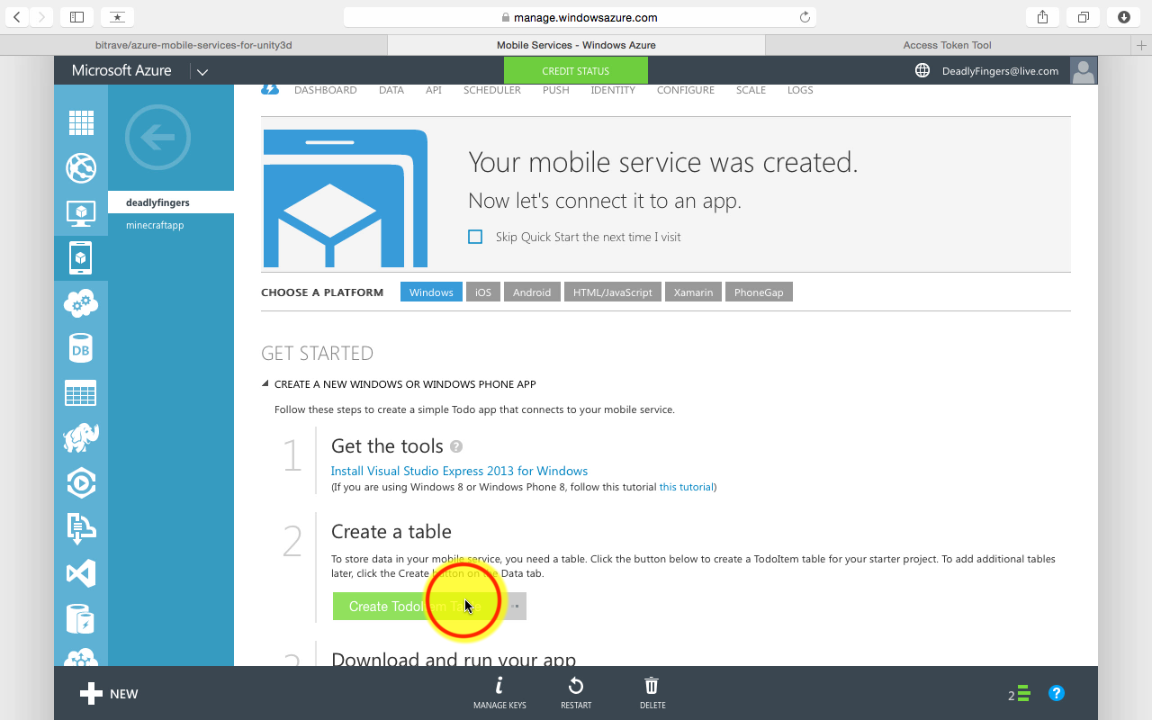 manage.windowsazure.com
bitrave/azure-mobile-services-for-unity3d
Mobile Services - Windows Azure
Access Token Tool
Microsoft Azure
CREDIT STATUS
DeadlyFingers@live.com
DASHBOARD DATA API SCHEDULER PUSH IDENTITY CONFIGURE SCALE LOGS
deadlyfingers
minecraftapp
Your mobile service was created.
Now let's connect it to an app.
Skip Quick Start the next time I visit
CHOOSE A PLATFORM Windows iOS Android HTML/JavaScript Xamarin PhoneGap
GET STARTED
CREATE A NEW WINDOWS OR WINDOWS PHONE APP
Follow these steps to create a simple Todo app that connects to your mobile service.
1 Get the tools ?
Install Visual Studio Express 2013 for Windows
(If you are using Windows 8 or Windows Phone 8, follow this tutorial this tutorial)
2 Create a table
To store data in your mobile service, you need a table. Click the button below to create a TodoItem table for your starter project. To add additional tables
later, click the Create button on the Data tab.
Create TodoItem Table
3 Download and run your app
DB
NEW
MANAGE KEYS
RESTART
DELETE
2
?